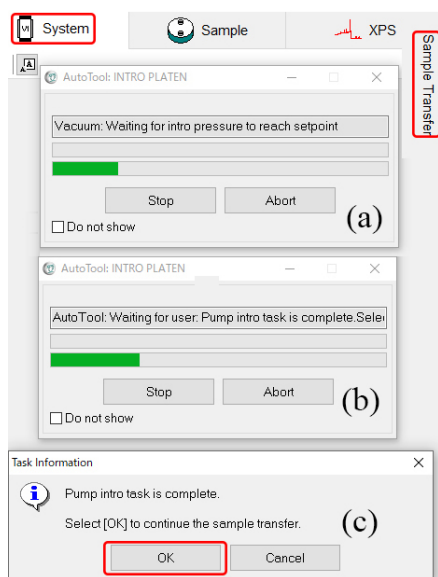 System
Sample
XPS
Sample Transfer
A
AutoTool: INTRO PLATEN
Vacuum: Waiting for intro pressure to reach setpoint
Stop
Abort
Do not show
(a)
AutoTool: INTRO PLATEN
AutoTool: Waiting for user: Pump intro task is complete.Selec
Stop
Abort
Do not show
(b)
Task Information
Pump intro task is complete.
Select [OK] to continue the sample transfer.
(c)
OK
Cancel